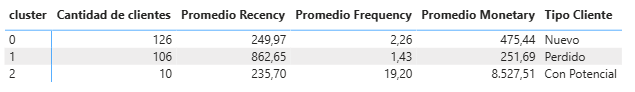 cluster Cantidad de clientes Promedio Recency Promedio Frequency Promedio Monetary Tipo Cliente
0 126 249,97 2,26 475,44 Nuevo
1 106 862,65 1,43 251,69 Perdido
2 10 235,70 19,20 8.527,51 Con Potencial